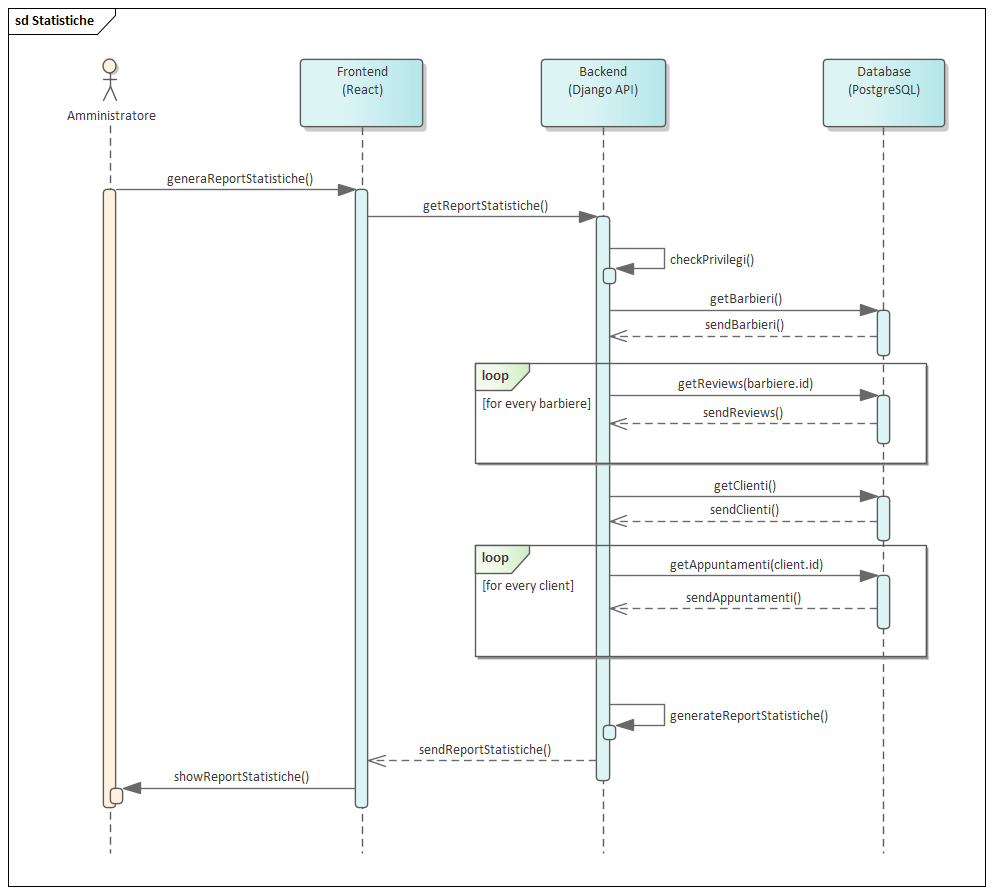 sd Statistiche
Amministratore
Frontend
(React)
Backend
(Django API)
Database
(PostgreSQL)
generaReportStatistiche()
getReportStatistiche()
checkPrivilegi()
getBarbieri()
sendBarbieri()
loop
[for every barbiere]
getReviews(barbiere.id)
sendReviews()
getClienti()
sendClienti()
loop
[for every client]
getAppuntamenti(client.id)
sendAppuntamenti()
generateReportStatistiche()
sendReportStatistiche()
showReportStatistiche()